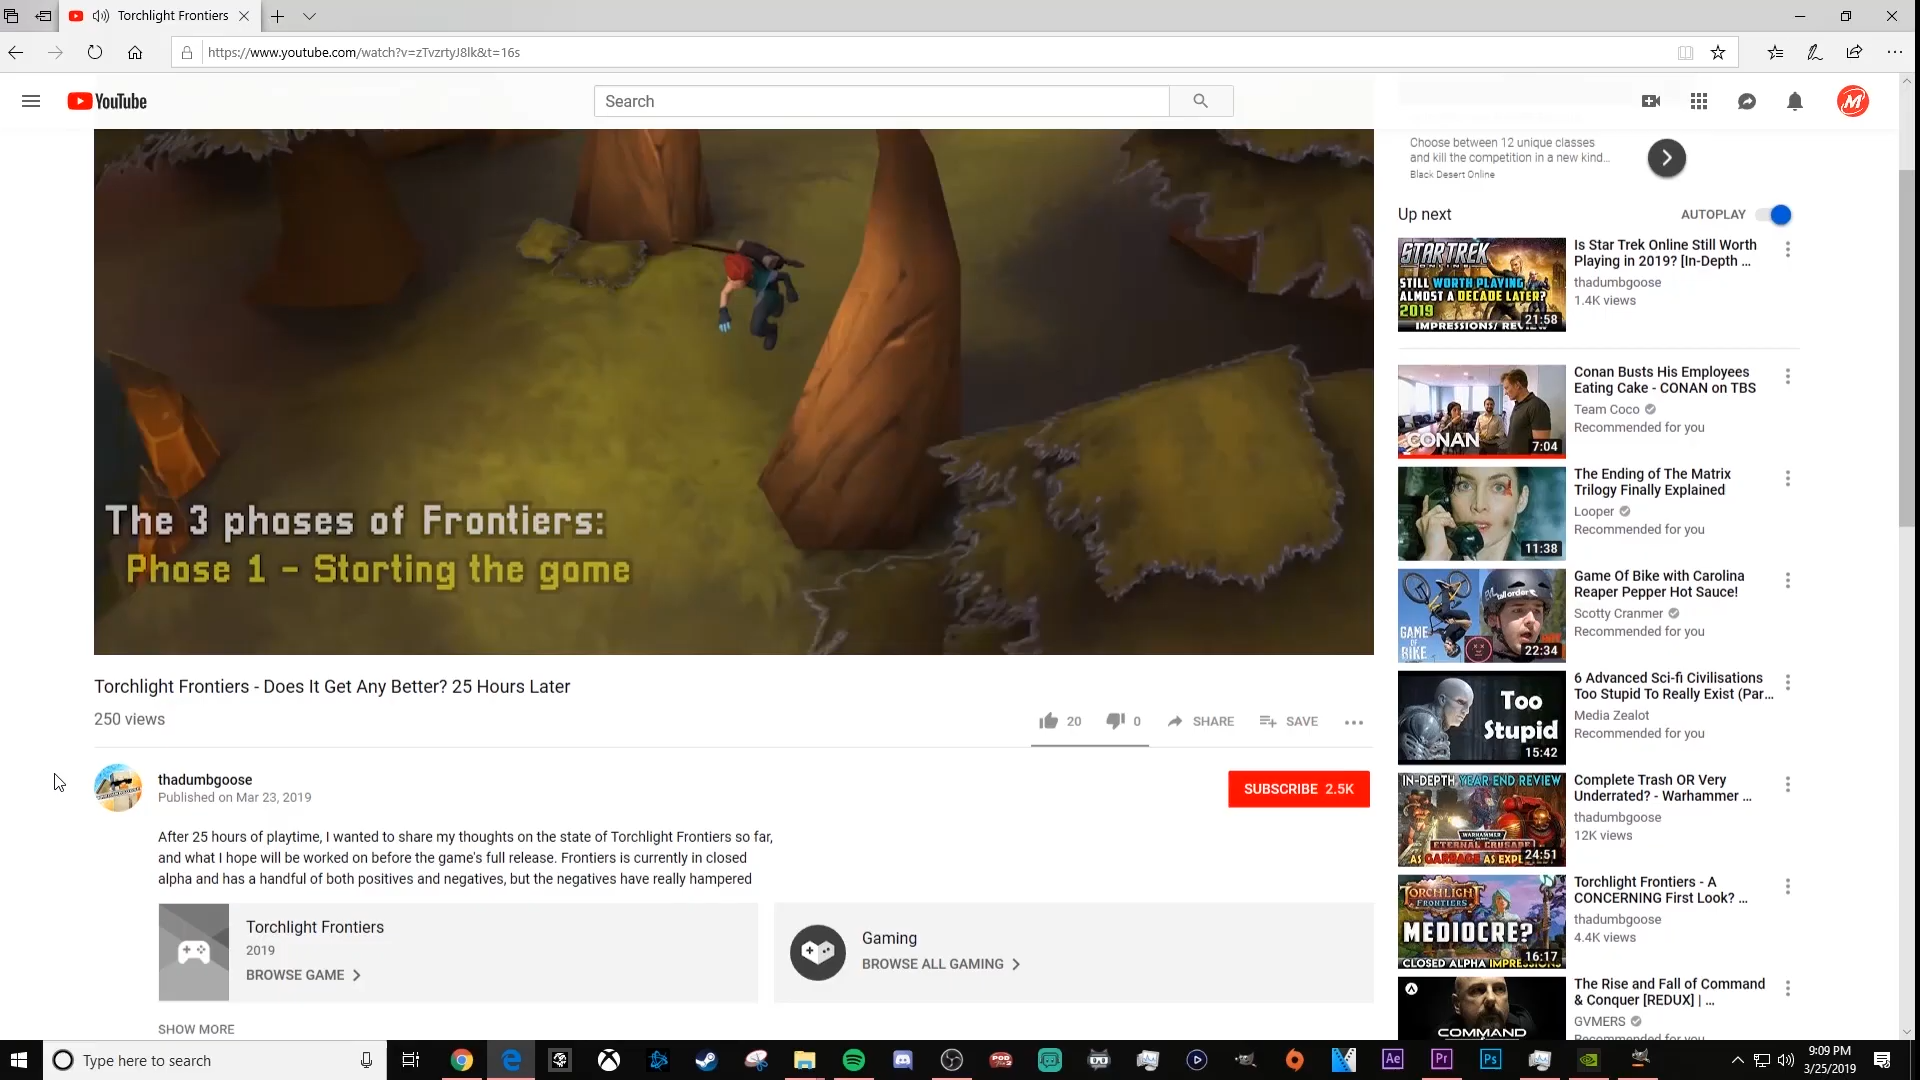 Torchlight Frontiers
https://www.youtube.com/watch?v=zTvzrtyJ8lk&t=16s
YouTube
Search
M
The 3 phases of Frontiers:
Phase 1 - Starting the game
Torchlight Frontiers - Does It Get Any Better? 25 Hours Later
250 views
20
0
SHARE
SAVE
thadumbgoose
Published on Mar 23, 2019
SUBSCRIBE 2.5K
After 25 hours of playtime, I wanted to share my thoughts on the state of Torchlight Frontiers so far,
and what I hope will be worked on before the game's full release. Frontiers is currently in closed
alpha and has a handful of both positives and negatives, but the negatives have really hampered
Torchlight Frontiers
2019
BROWSE GAME
Gaming
BROWSE ALL GAMING
SHOW MORE
Choose between 12 unique classes
and kill the competition in a new kind...
Black Desert Online
Up next
AUTOPLAY
STAR TREK
ONLINE
STILL WORTH PLAYING
ALMOST A DECADE LATER?
2019
21:58
Is Star Trek Online Still Worth
Playing in 2019? [In-Depth ...
thadumbgoose
1.4K views
CONAN
7:04
Conan Busts His Employees
Eating Cake - CONAN on TBS
Team Coco
Recommended for you
11:38
The Ending of The Matrix
Trilogy Finally Explained
Looper
Recommended for you
GAME
OF
BIKE
22:34
Game Of Bike with Carolina
Reaper Pepper Hot Sauce!
Scotty Cranmer
Recommended for you
Too
Stupid
15:42
6 Advanced Sci-fi Civilisations
Too Stupid To Really Exist (Par...
Media Zealot
Recommended for you
IN-DEPTH YEAR END REVIEW
WARHAMMER
ETERNAL CRUSADE
24:51
Complete Trash OR Very
Underrated? - Warhammer ...
thadumbgoose
12K views
TORCHLIGHT
FRONTIERS
MEDIOCRE?
CLOSED ALPHA
16:17
Torchlight Frontiers - A
CONCERNING First Look? ...
thadumbgoose
4.4K views
COMMAND
The Rise and Fall of Command
& Conquer [REDUX] | ...
GVMERS
Recommended for you
Type here to search
Ae
Pr
Ps
9:09 PM
3/25/2019